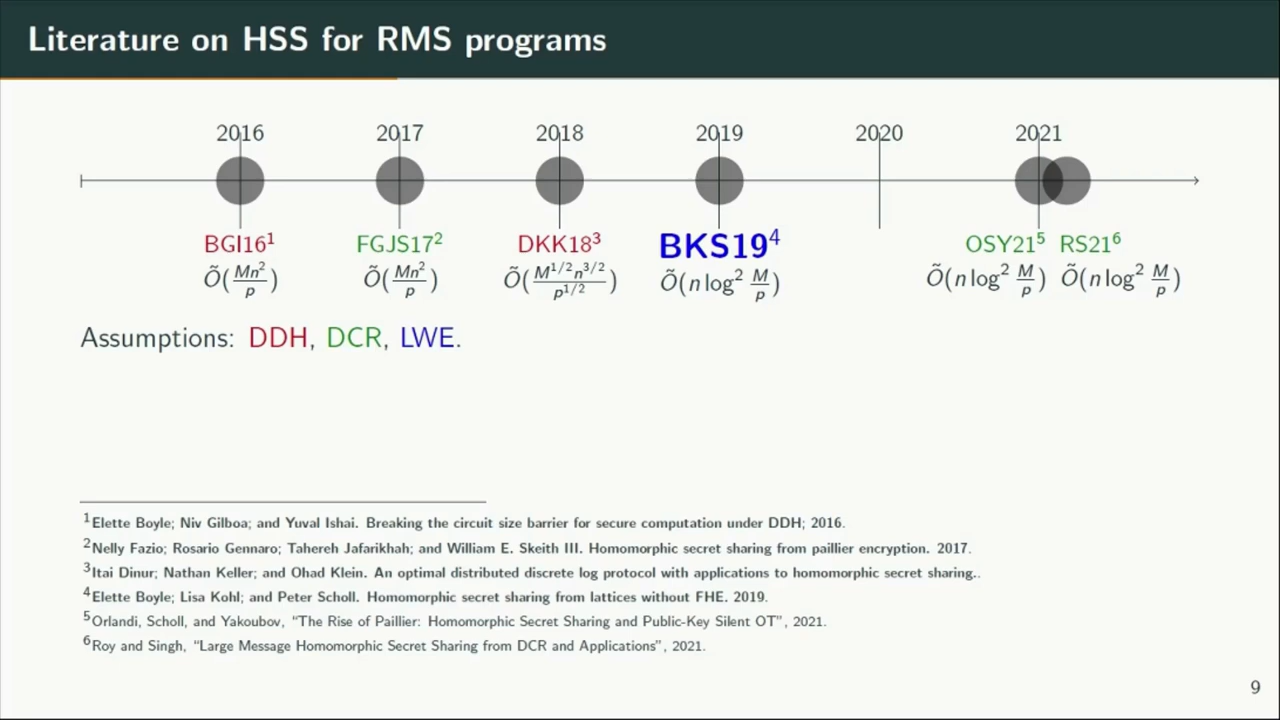 Literature on HSS for RMS programs
2016 2017 2018 2019 2020 2021
BGI16¹ FGJS17² DKK18³ BKS19⁴ OSY21⁵ RS21⁶
Õ(Mn²/p) Õ(Mn²/p) Õ(M^{1/2}n^{3/2}/p^{1/2}) Õ(n log² M/p) Õ(n log² M/p) Õ(n log² M/p)
Assumptions: DDH, DCR, LWE.
¹Elette Boyle; Niv Gilboa; and Yuval Ishai. Breaking the circuit size barrier for secure computation under DDH; 2016.
²Nelly Fazio; Rosario Gennaro; Tahereh Jafarikhah; and William E. Skeith III. Homomorphic secret sharing from paillier encryption. 2017.
³Itai Dinur; Nathan Keller; and Ohad Klein. An optimal distributed discrete log protocol with applications to homomorphic secret sharing..
⁴Elette Boyle; Lisa Kohl; and Peter Scholl. Homomorphic secret sharing from lattices without FHE. 2019.
⁵Orlandi, Scholl, and Yakoubov, “The Rise of Paillier: Homomorphic Secret Sharing and Public-Key Silent OT”, 2021.
⁶Roy and Singh, “Large Message Homomorphic Secret Sharing from DCR and Applications”, 2021.
9